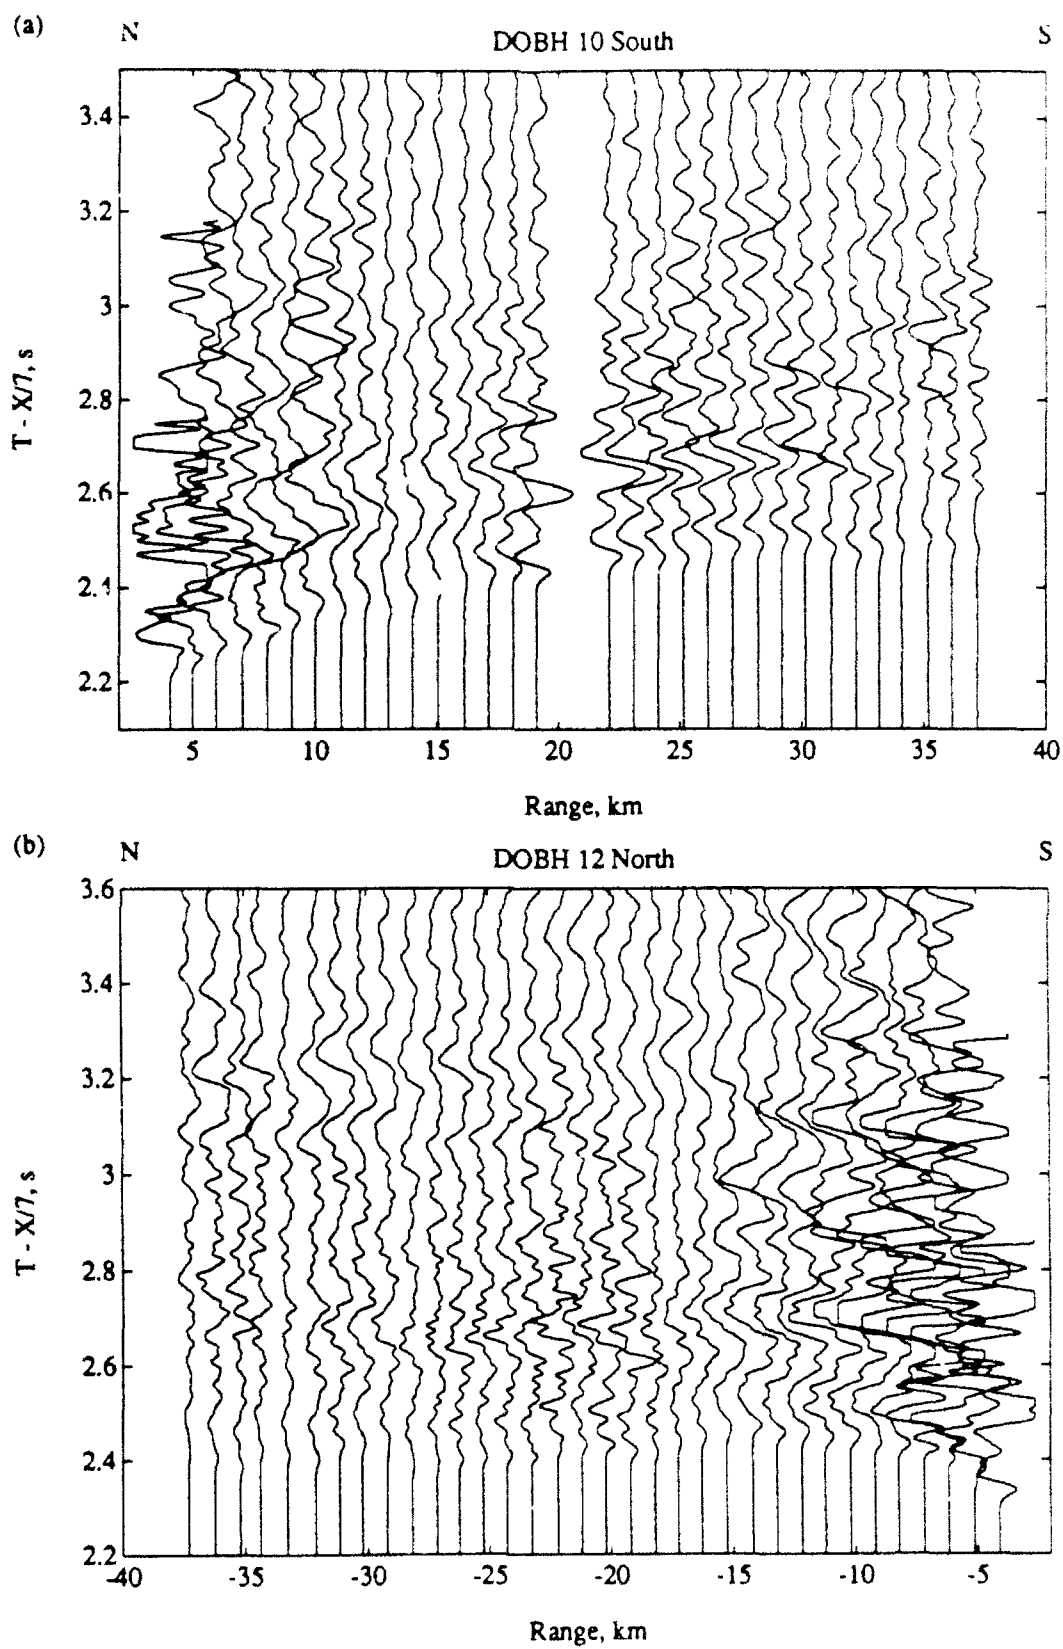 (a)
N
DOBH 10 South
S
3.4
3.2
3
2.8
2.6
2.4
2.2
T - X/7, s
5 10 15 20 25 30 35 40
Range, km
(b)
N
DOBH 12 North
S
3.6
3.4
3.2
3
2.8
2.6
2.4
2.2
T - X/7, s
-40 -35 -30 -25 -20 -15 -10 -5
Range, km